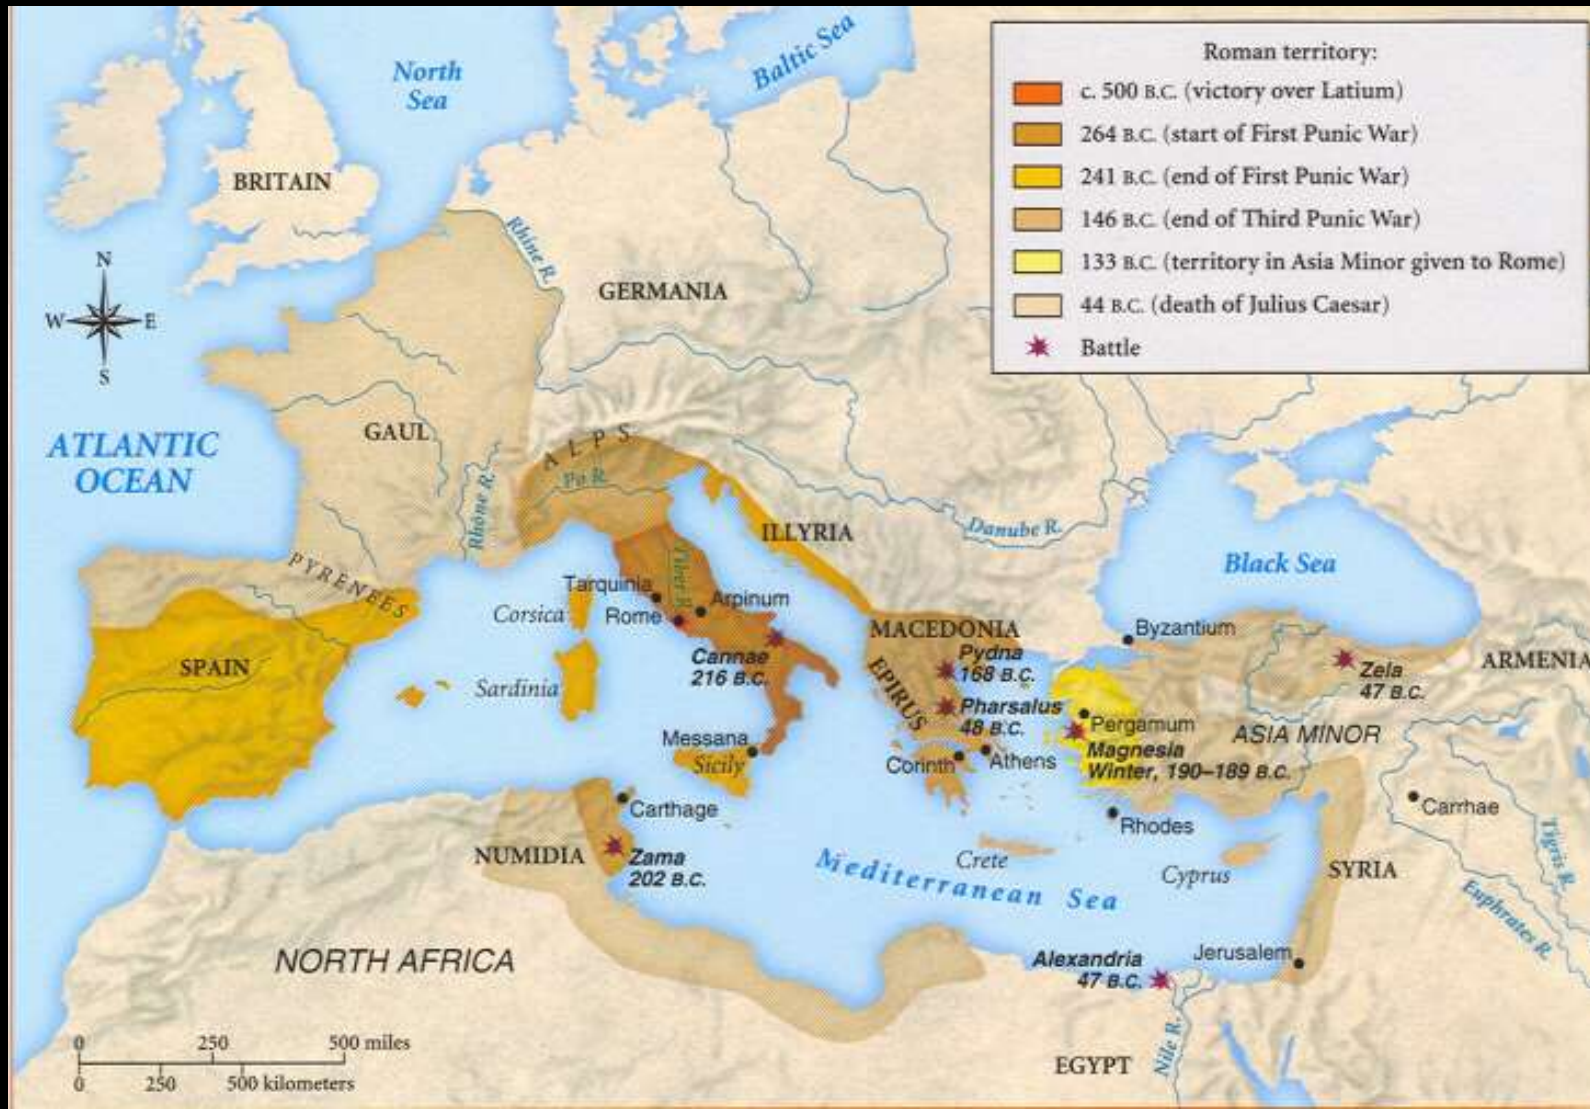 North
Sea
Baltic Sea
Roman territory:
c. 500 B.C. (victory over Latium)
264 B.C. (start of First Punic War)
241 B.C. (end of First Punic War)
146 B.C. (end of Third Punic War)
133 B.C. (territory in Asia Minor given to Rome)
44 B.C. (death of Julius Caesar)
Battle
BRITAIN
Rhine R.
GERMANIA
N
W
E
S
GAUL
ATLANTIC
OCEAN
ALPS
Po R.
Rhône R.
ILLYRIA
Danube R.
Black Sea
PYRENEES
Tiber R.
Tarquinia
Arpinum
Corsica
Rome
MACEDONIA
Byzantium
SPAIN
Cannae
216 B.C.
Pydna
168 B.C.
ARMENIA
Zela
47 B.C.
Sardinia
EPIRUS
Pharsalus
48 B.C.
Pergamum
ASIA MINOR
Messana
Sicily
Corinth
Athens
Magnesia
Winter, 190–189 B.C.
Carthage
Rhodes
Carrhae
Tigris R.
NUMIDIA
Zama
202 B.C.
Mediterranean Sea
Crete
Cyprus
SYRIA
Euphrates R.
NORTH AFRICA
Alexandria
47 B.C.
Jerusalem
0 250 500 miles
0 250 500 kilometers
EGYPT
Nile R.